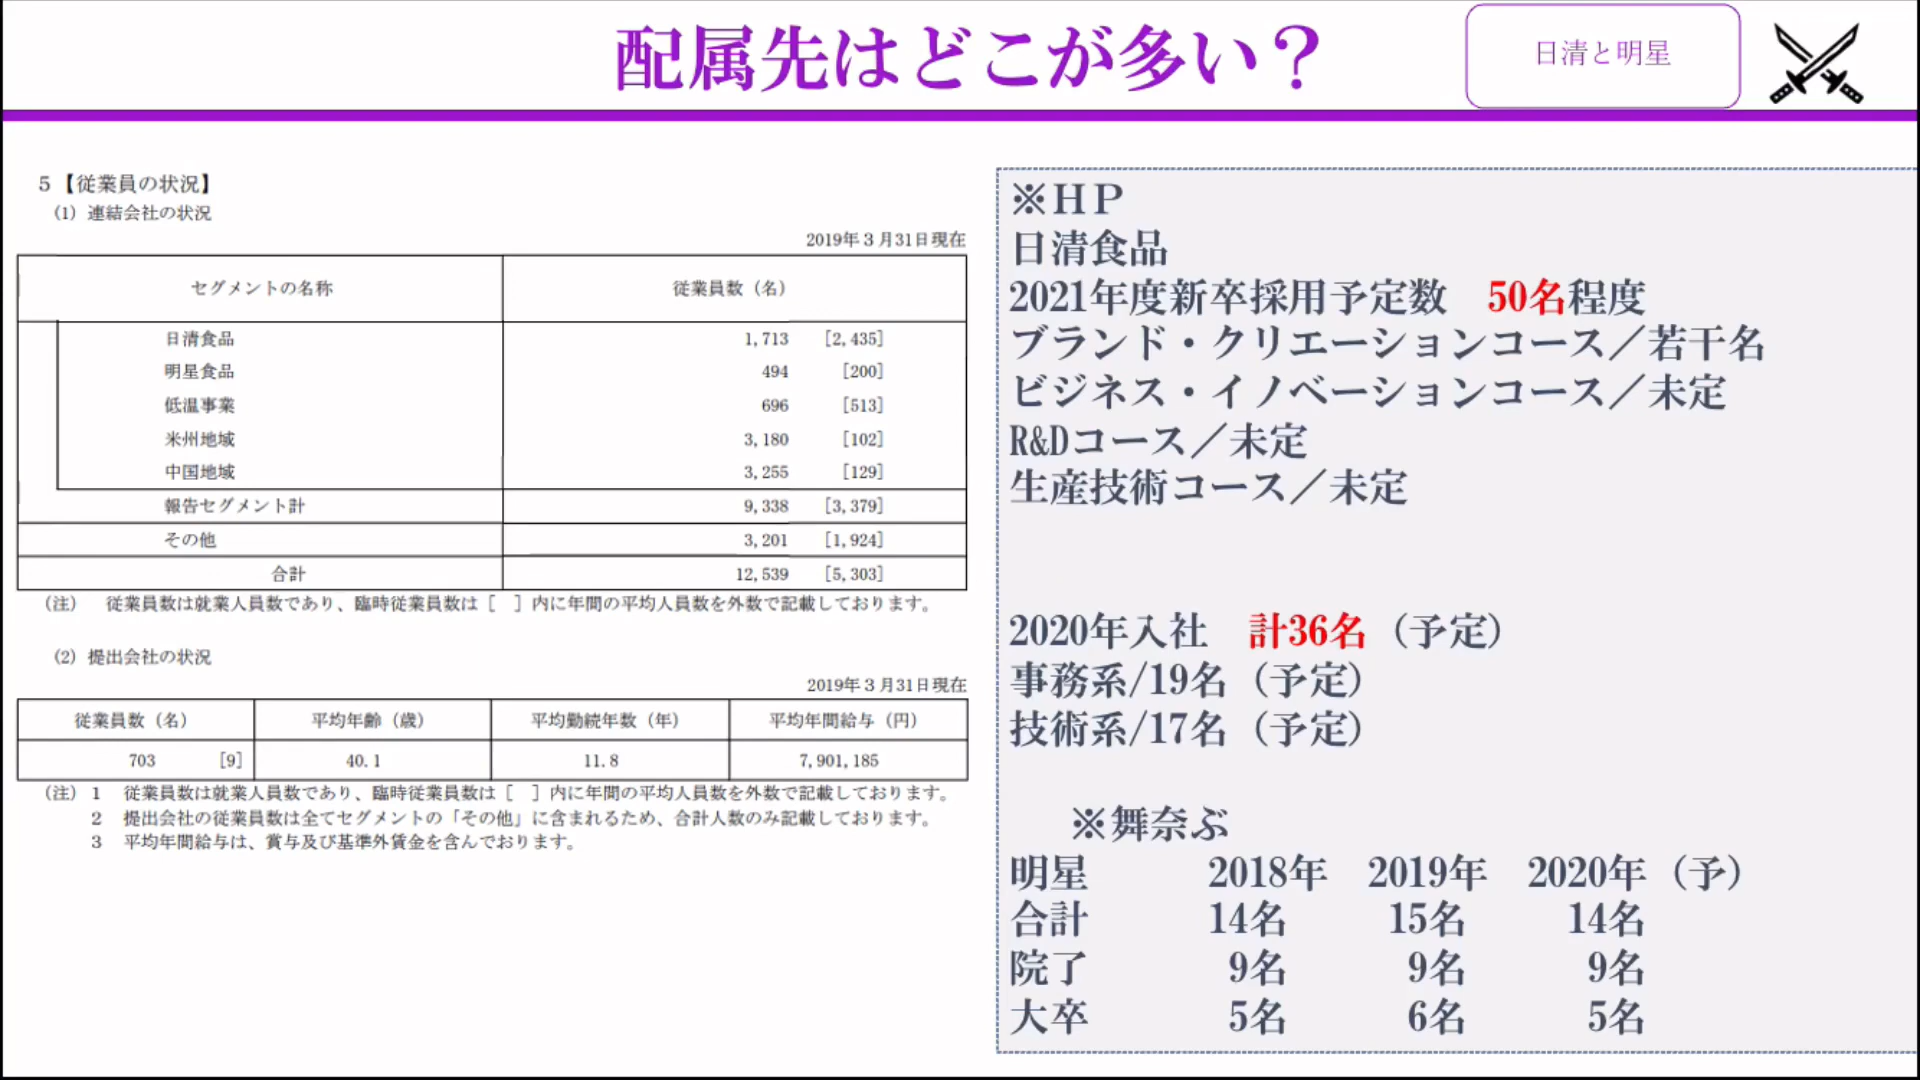 配属先はどこが多い？
日清と明星
5【従業員の状況】
(1) 連結会社の状況
2019年3月31日現在
セグメントの名称 従業員数（名）
日清食品 1,713 [2,435]
明星食品 494 [200]
低温事業 696 [513]
米州地域 3,180 [102]
中国地域 3,255 [129]
報告セグメント計 9,338 [3,379]
その他 3,201 [1,924]
合計 12,539 [5,303]
（注） 従業員数は就業人員数であり、臨時従業員数は［ ］内に年間の平均人員数を外数で記載しております。
(2) 提出会社の状況
2019年3月31日現在
従業員数（名） 平均年齢（歳） 平均勤続年数（年） 平均年間給与（円）
703 [9] 40.1 11.8 7,901,185
（注） 1 従業員数は就業人員数であり、臨時従業員数は［ ］内に年間の平均人員数を外数で記載しております。
2 提出会社の従業員数は全てセグメントの「その他」に含まれるため、合計人数のみ記載しております。
3 平均年間給与は、賞与及び基準外賃金を含んでおります。
※ＨＰ
日清食品
2021年度新卒採用予定数 50名程度
ブランド・クリエーションコース／若干名
ビジネス・イノベーションコース／未定
R&Dコース／未定
生産技術コース／未定
2020年入社 計36名（予定）
事務系/19名（予定）
技術系/17名（予定）
※舞奈ぶ
明星 2018年 2019年 2020年（予）
合計 14名 15名 14名
院了 9名 9名 9名
大卒 5名 6名 5名